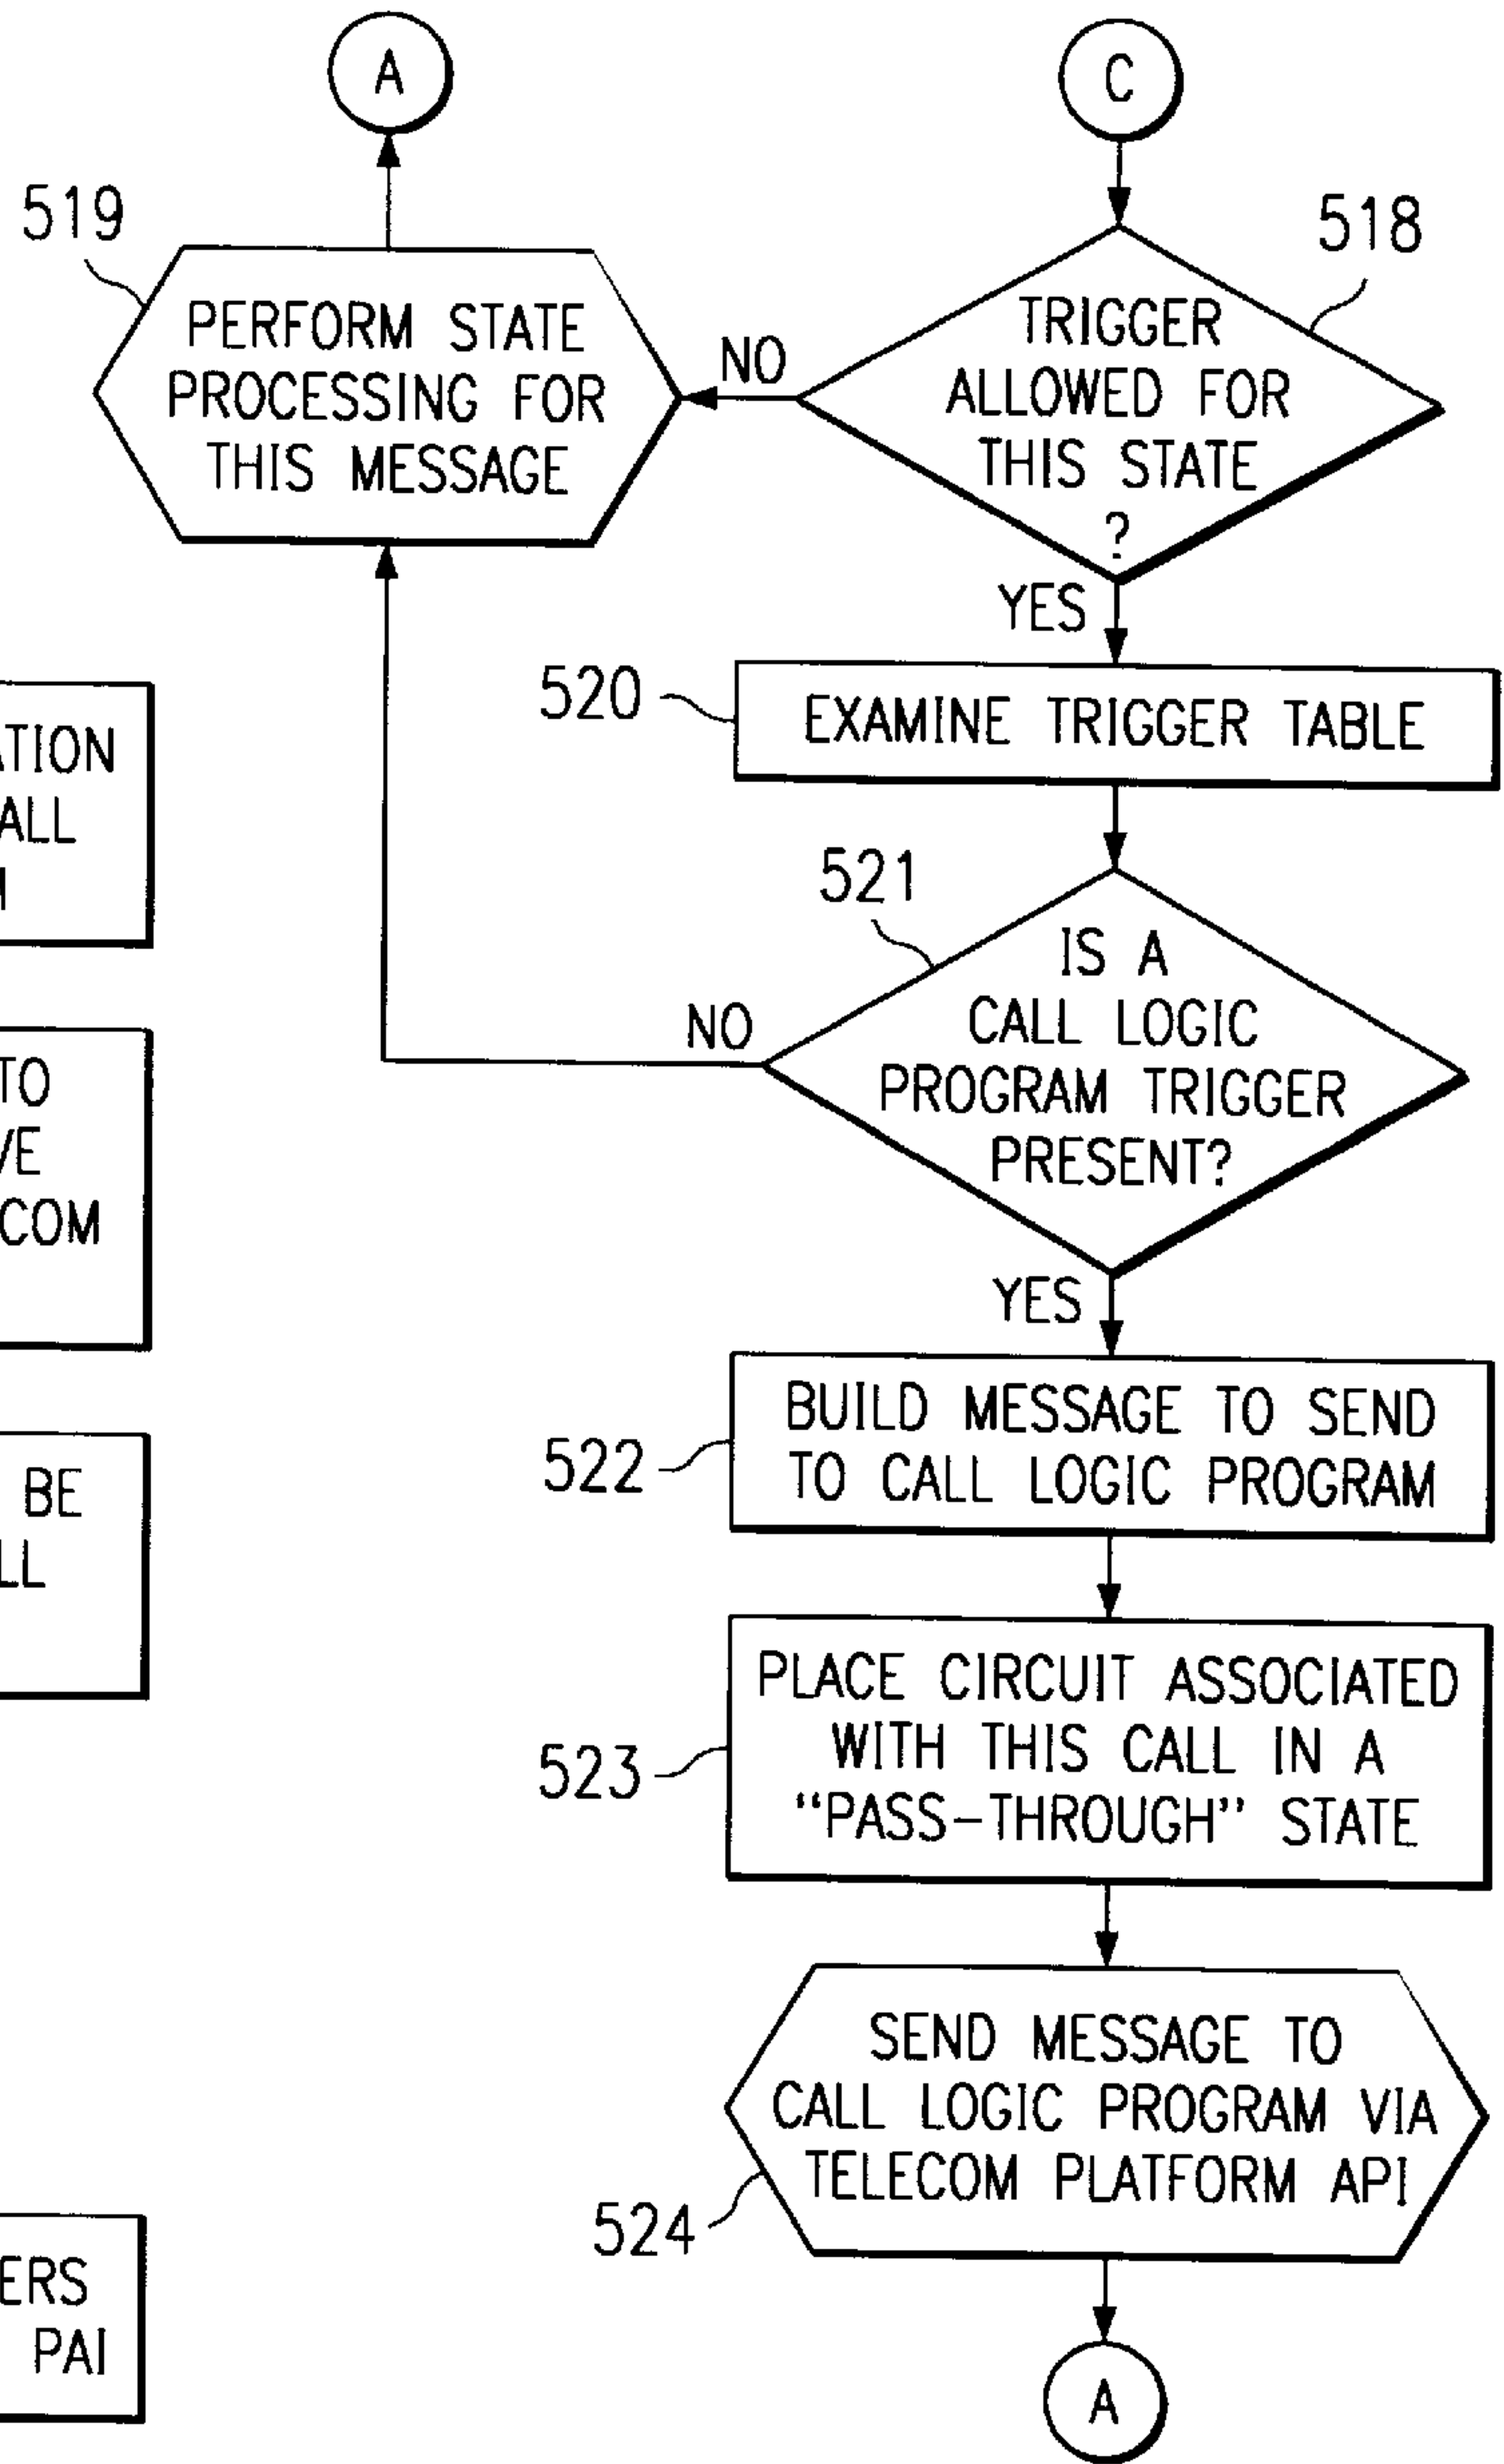 A
C
519
518
PERFORM STATE
PROCESSING FOR
THIS MESSAGE
NO
TRIGGER
ALLOWED FOR
THIS STATE
?
YES
520
EXAMINE TRIGGER TABLE
521
IS A
CALL LOGIC
PROGRAM TRIGGER
PRESENT?
NO
YES
522
BUILD MESSAGE TO SEND
TO CALL LOGIC PROGRAM
523
PLACE CIRCUIT ASSOCIATED
WITH THIS CALL IN A
“PASS-THROUGH” STATE
524
SEND MESSAGE TO
CALL LOGIC PROGRAM VIA
TELECOM PLATFORM API
A
TO
BE
PAI